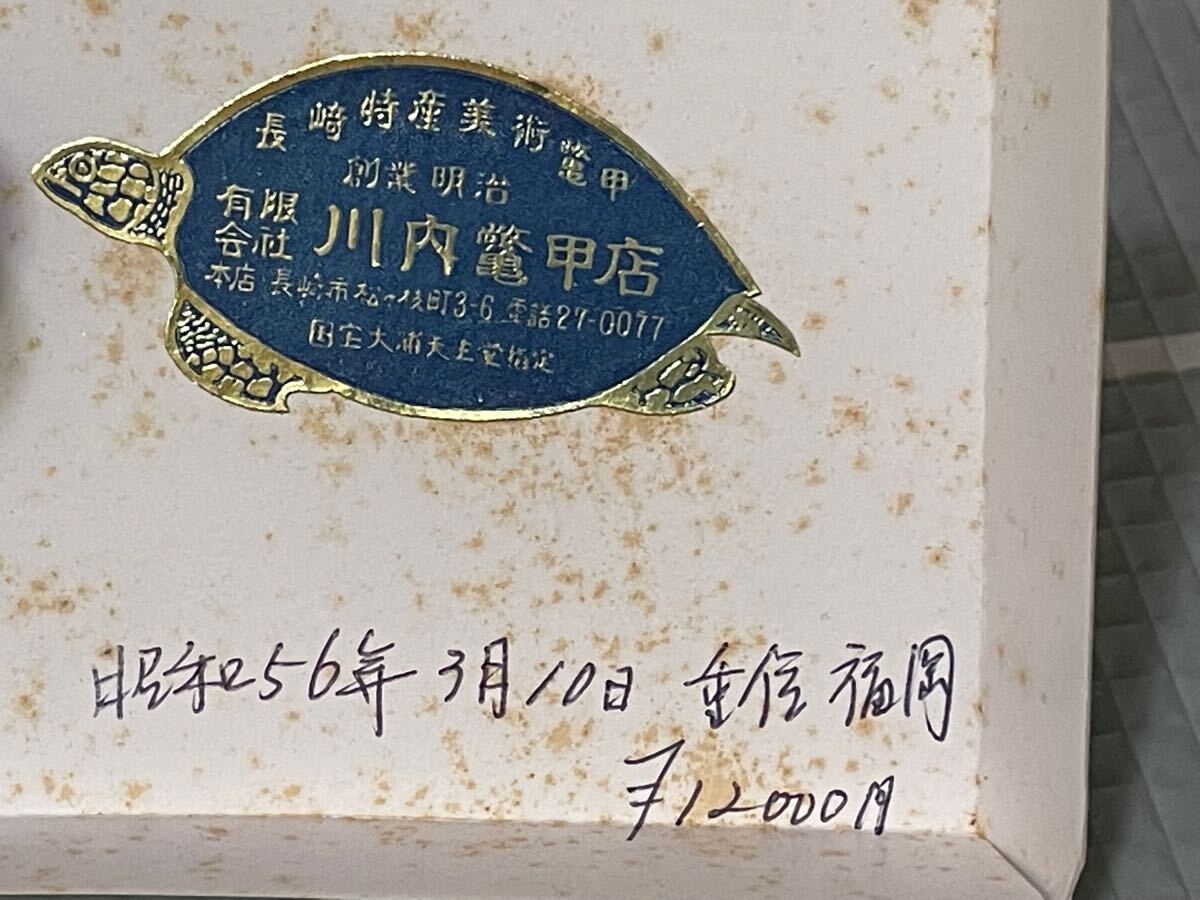 長崎特産美術鼈甲
創業明治
有限会社 川内鼈甲店
本店 長崎市松ヶ枝町3-6 電話27-0077
国宝大浦天主堂指定
昭和56年3月10日 重信福岡
¥12000円